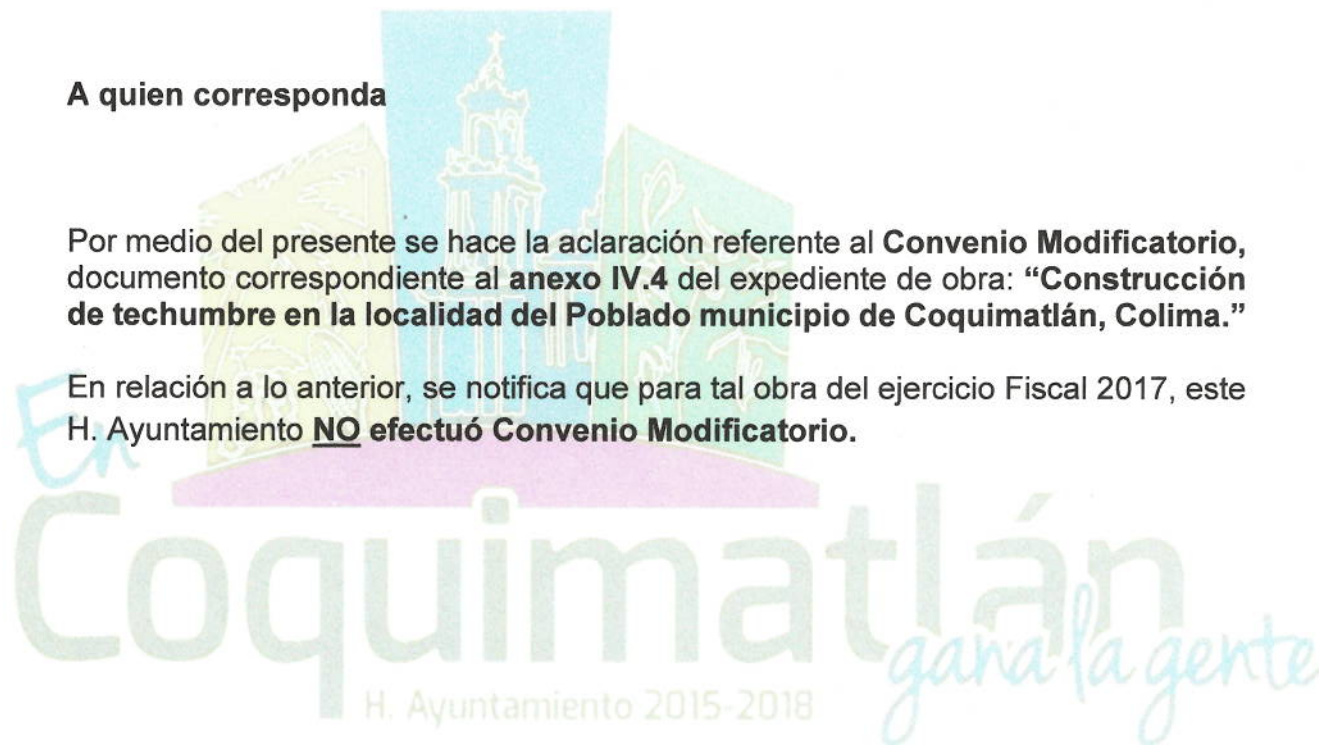 A quien corresponda
Por medio del presente se hace la aclaración referente al Convenio Modificatorio,
documento correspondiente al anexo IV.4 del expediente de obra: “Construcción
de techumbre en la localidad del Poblado municipio de Coquimatlán, Colima.”
En relación a lo anterior, se notifica que para tal obra del ejercicio Fiscal 2017, este
H. Ayuntamiento NO efectuó Convenio Modificatorio.
En
Coquimatlán
gana la gente
H. Ayuntamiento 2015-2018